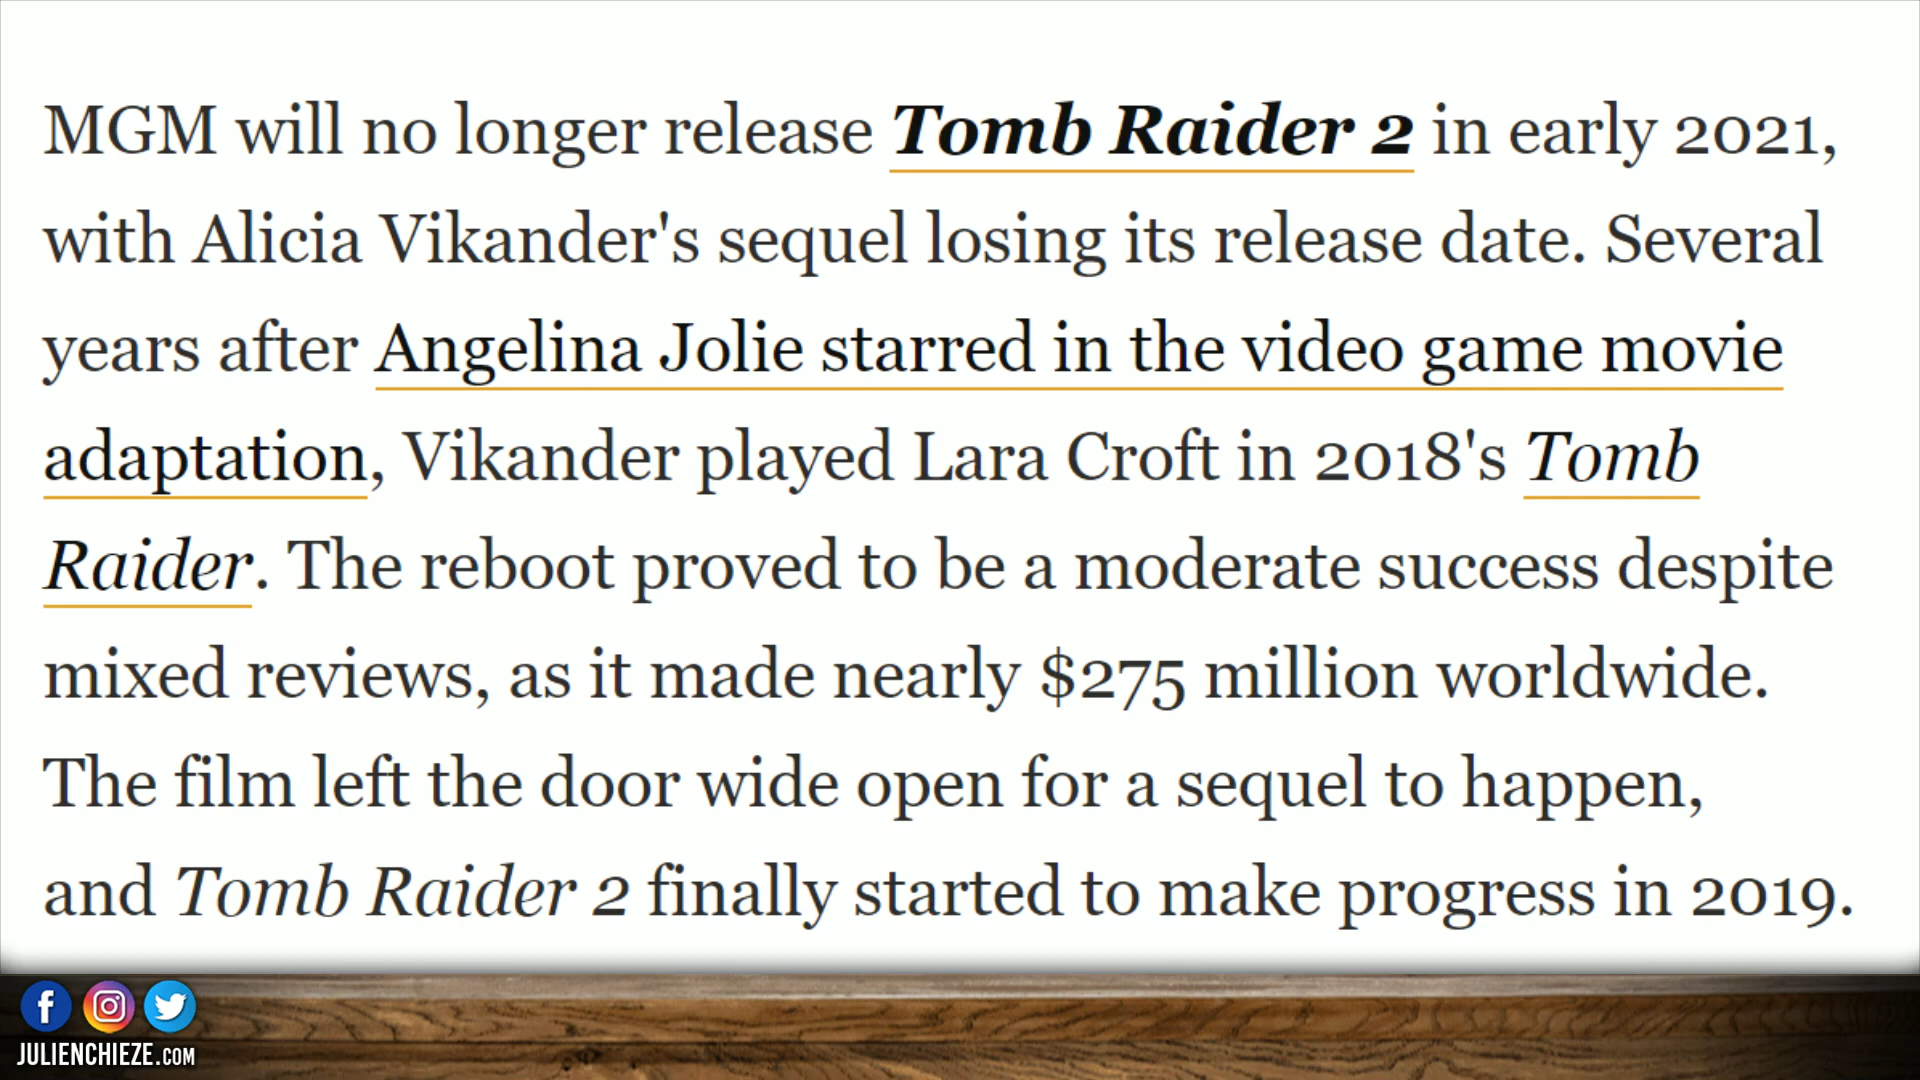 MGM will no longer release Tomb Raider 2 in early 2021,
with Alicia Vikander's sequel losing its release date. Several
years after Angelina Jolie starred in the video game movie
adaptation, Vikander played Lara Croft in 2018's Tomb
Raider. The reboot proved to be a moderate success despite
mixed reviews, as it made nearly $275 million worldwide.
The film left the door wide open for a sequel to happen,
and Tomb Raider 2 finally started to make progress in 2019.
JULIENCHIEZE.COM